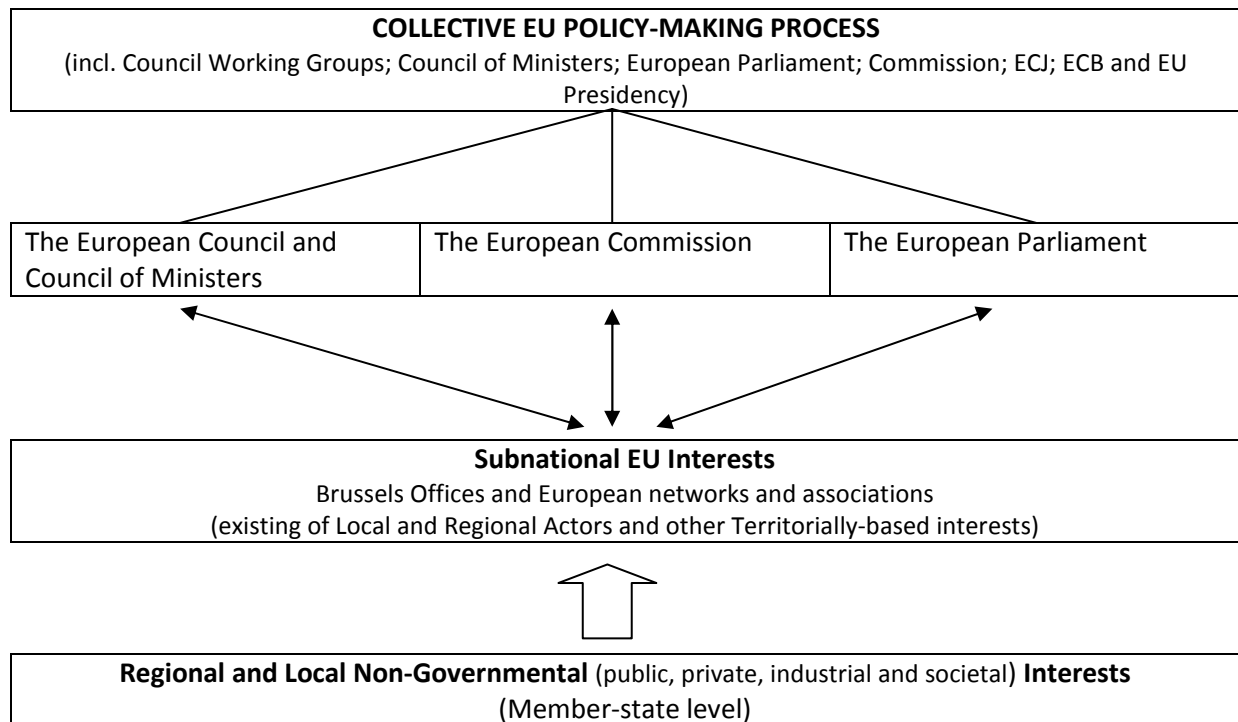 COLLECTIVE EU POLICY-MAKING PROCESS
(incl. Council Working Groups; Council of Ministers; European Parliament; Commission; ECJ; ECB and EU
Presidency)
The European Council and
Council of Ministers
The European Commission
The European Parliament
Subnational EU Interests
Brussels Offices and European networks and associations
(existing of Local and Regional Actors and other Territorially-based interests)
Regional and Local Non-Governmental (public, private, industrial and societal) Interests
(Member-state level)